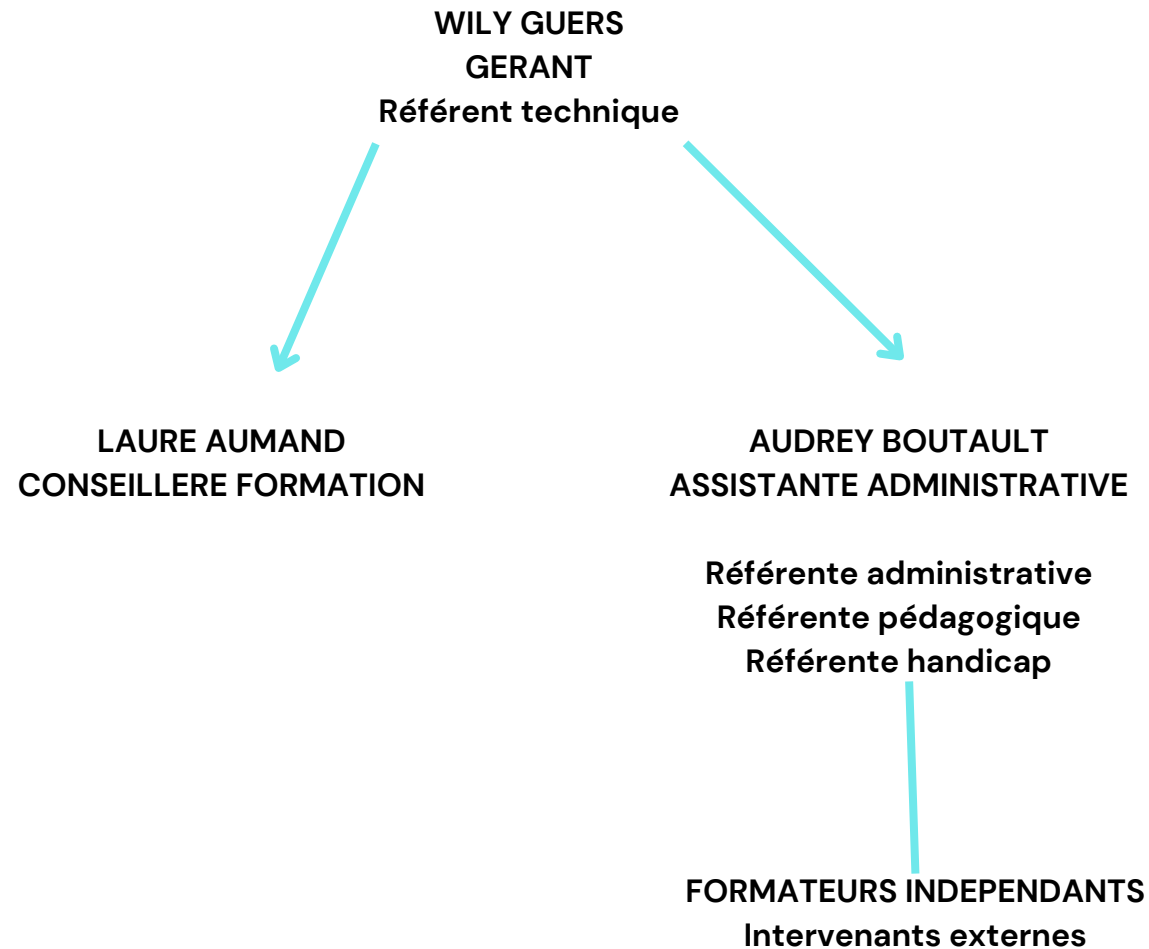 WILY GUERS
GERANT
Référent technique
LAURE AUMAND
CONSEILLERE FORMATION
AUDREY BOUTAULT
ASSISTANTE ADMINISTRATIVE
Référente administrative
Référente pédagogique
Référente handicap
FORMATEURS INDEPENDANTS
Intervenants externes